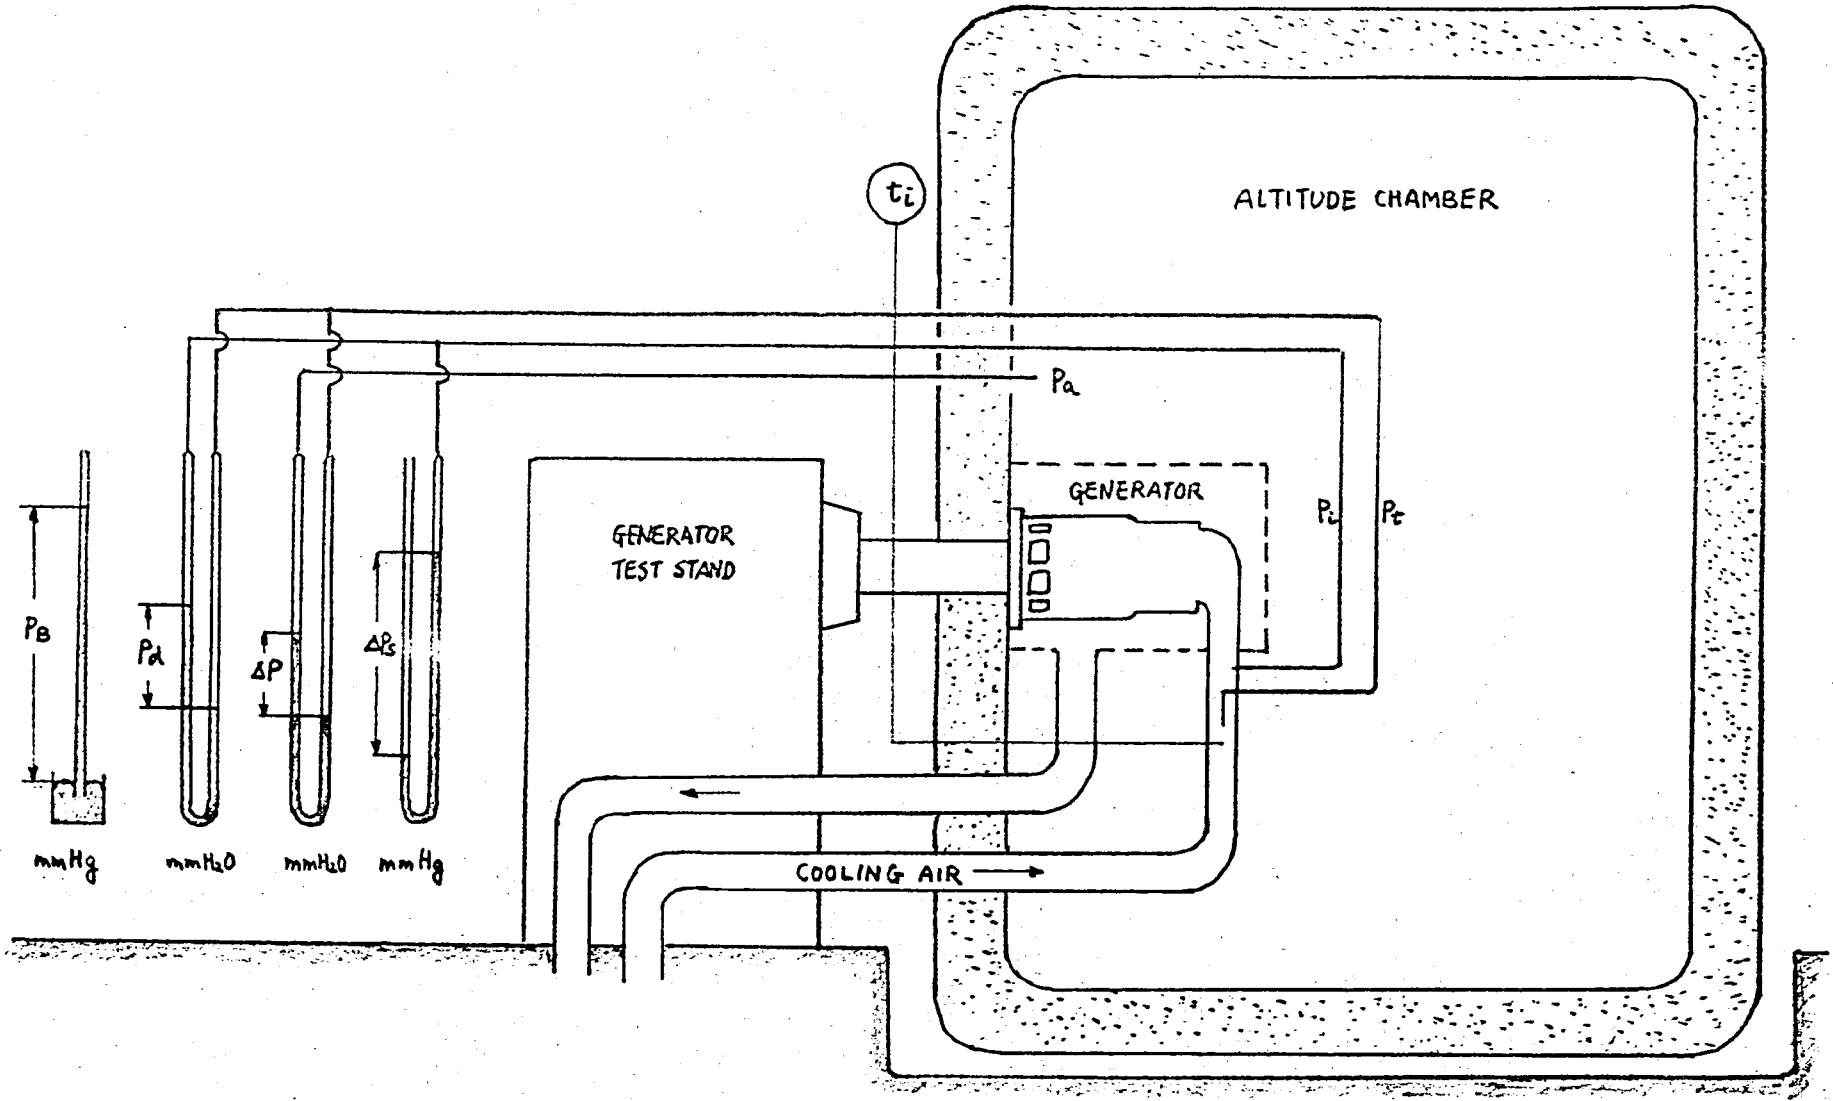 ti
ALTITUDE CHAMBER
Pa
GENERATOR
Pi
Pt
GENERATOR
TEST STAND
PB
Pd
ΔP
ΔPs
mmHg
mmH2O
mmH2O
mmHg
COOLING AIR